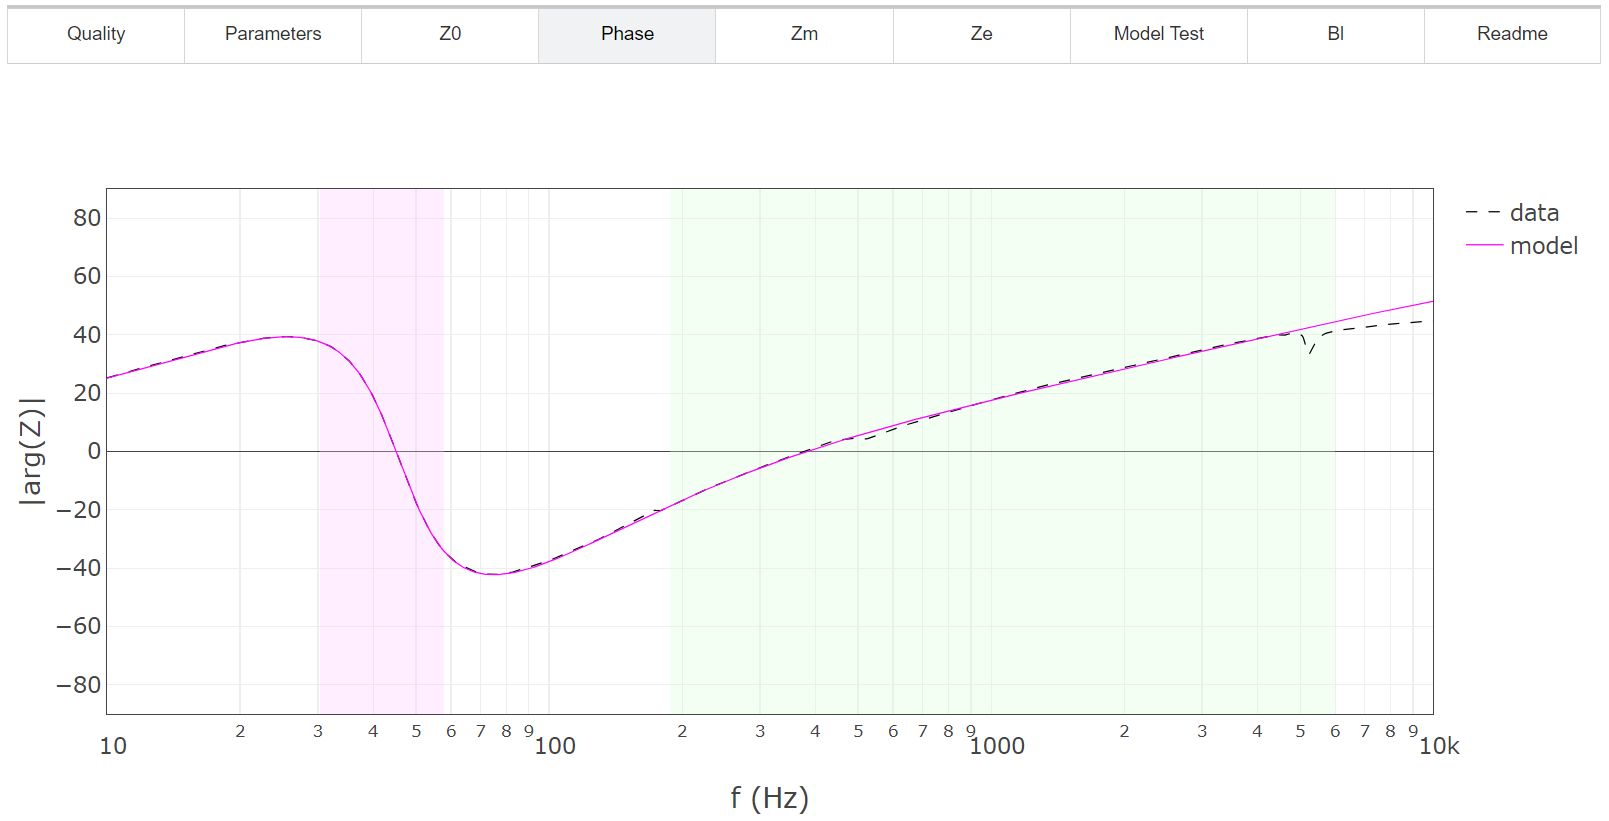 Quality Parameters Z0 Phase Zm Ze Model Test Bl Readme
data
model
80
60
40
20
0
−20
−40
−60
−80
|arg(Z)|
2 3 4 5 6 7 8 9 2 3 4 5 6 7 8 9 2 3 4 5 6 7 8 9
10 100 1000 10k
f (Hz)